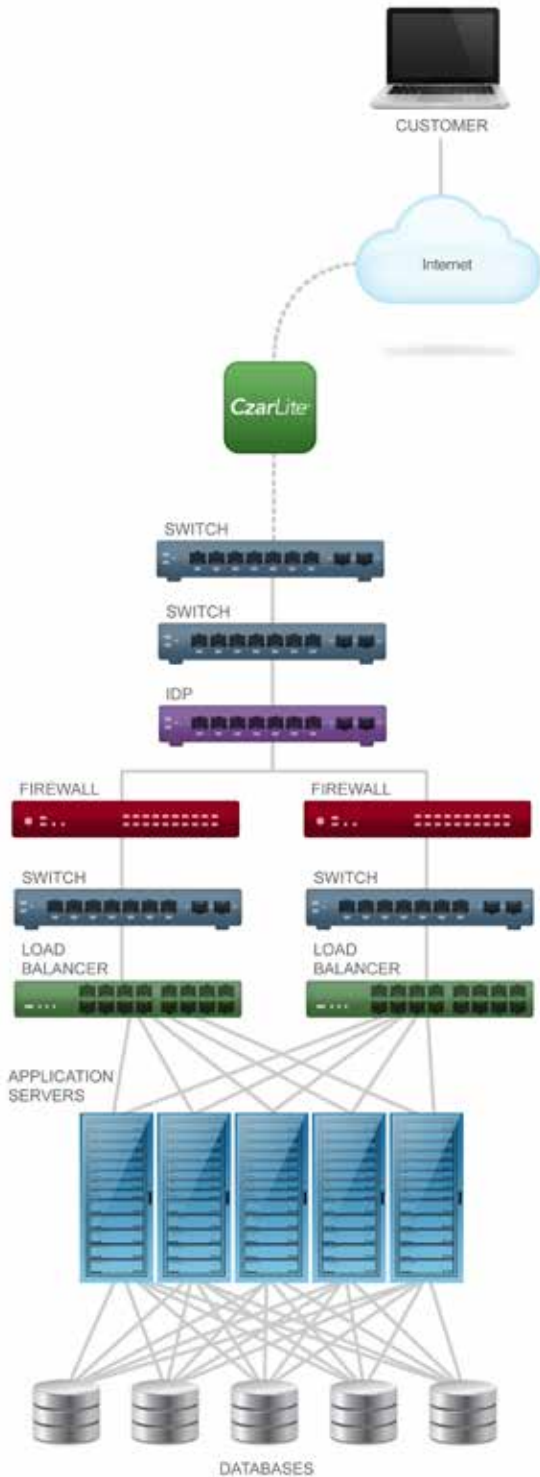 CUSTOMER
Internet
CzarLite
SWITCH
SWITCH
IDP
FIREWALL
FIREWALL
SWITCH
SWITCH
LOAD
BALANCER
LOAD
BALANCER
APPLICATION
SERVERS
DATABASES